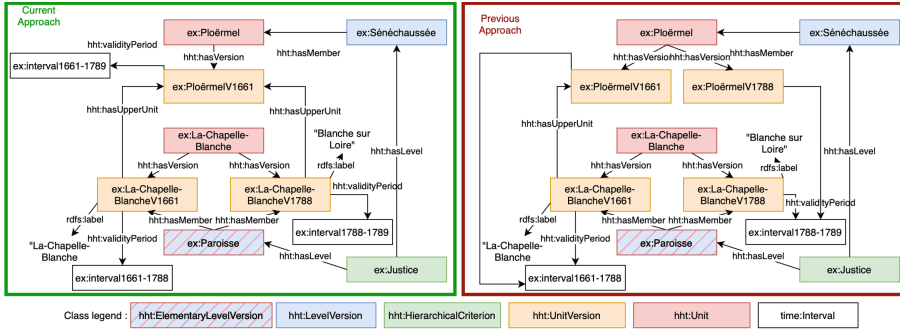 Current
Approach
ex:Ploërmel
ex:Sénéchaussée
hht:hasMember
hht:validityPeriod
hht:hasVersion
ex:interval1661-1789
ex:PloërmelV1661
hht:hasUpperUnit
hht:hasUpperUnit
"Blanche sur
Loire"
ex:La-Chapelle-
Blanche
hht:hasLevel
rdfs:label
hht:hasVersion
hht:hasVersion
hht:validityPeriod
ex:La-Chapelle-
BlancheV1661
ex:La-Chapelle-
BlancheV1788
rdfs:label
hht:hasMember
hht:hasMember
hht:validityPeriod
ex:Paroisse
ex:interval1788-1789
"La-Chapelle-
Blanche"
hht:hasLevel
ex:interval1661-1788
ex:Justice
Previous
Approach
ex:Ploërmel
ex:Sénéchaussée
hht:hasVersion
hht:hasVersion
hht:hasMember
ex:PloërmelV1661
ex:PloërmelV1788
hht:hasUpperUnit
"Blanche sur
Loire"
ex:La-Chapelle-
Blanche
hht:hasLevel
rdfs:label
hht:hasVersion
hht:hasVersion
hht:validityPeriod
ex:La-Chapelle-
BlancheV1661
ex:La-Chapelle-
BlancheV1788
rdfs:label
hht:hasMember
hht:hasMember
hht:validityPeriod
ex:Paroisse
ex:interval1788-1789
"La-Chapelle-
Blanche"
hht:hasLevel
ex:interval1661-1788
ex:Justice
Class legend :
hht:ElementaryLevelVersion
hht:LevelVersion
hht:HierarchicalCriterion
hht:UnitVersion
hht:Unit
time:Interval